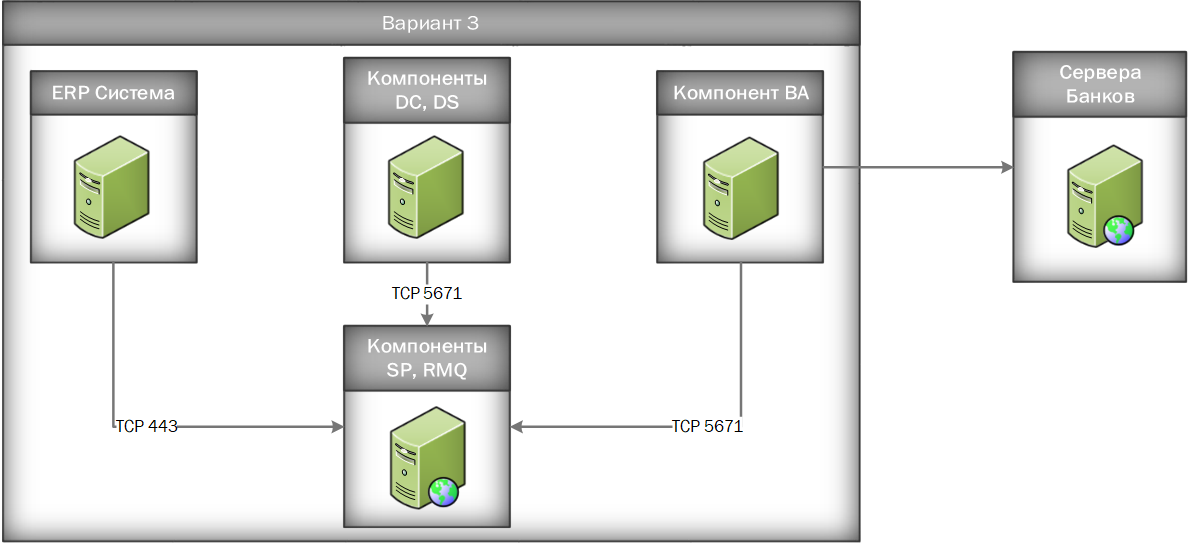 Вариант 3
ERP Система
Компоненты
DC, DS
Компонент BA
Сервера
Банков
TCP 5671
Компоненты
SP, RMQ
TCP 443
TCP 5671